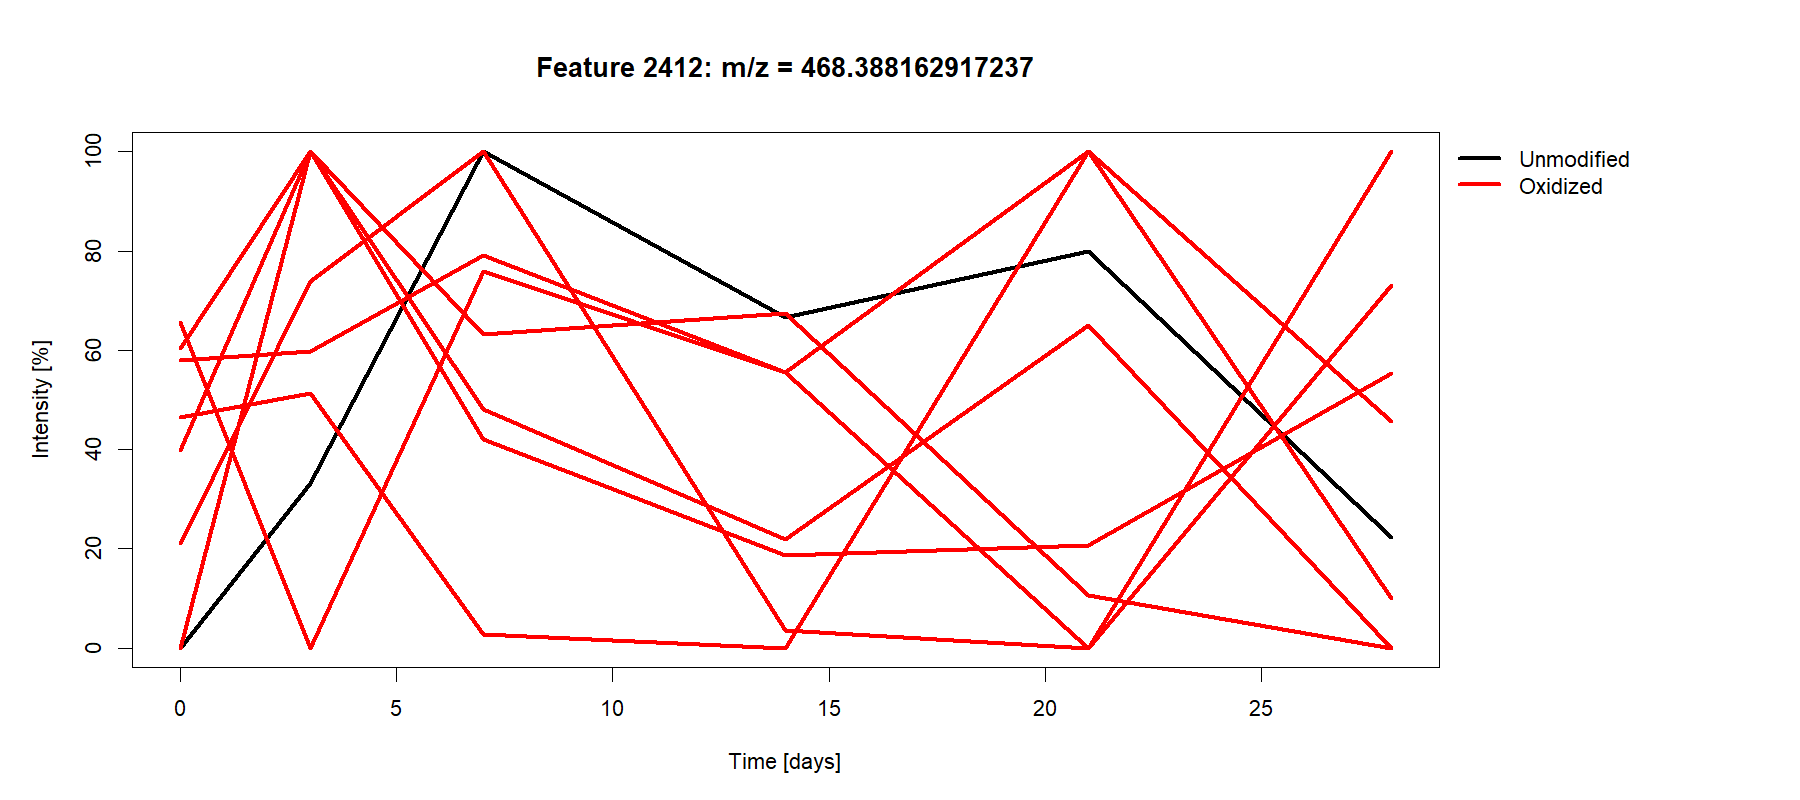 Feature 2412: m/z = 468.388162917237
Unmodified
Oxidized
Intensity [%]
100
80
60
40
20
0
0 5 10 15 20 25
Time [days]